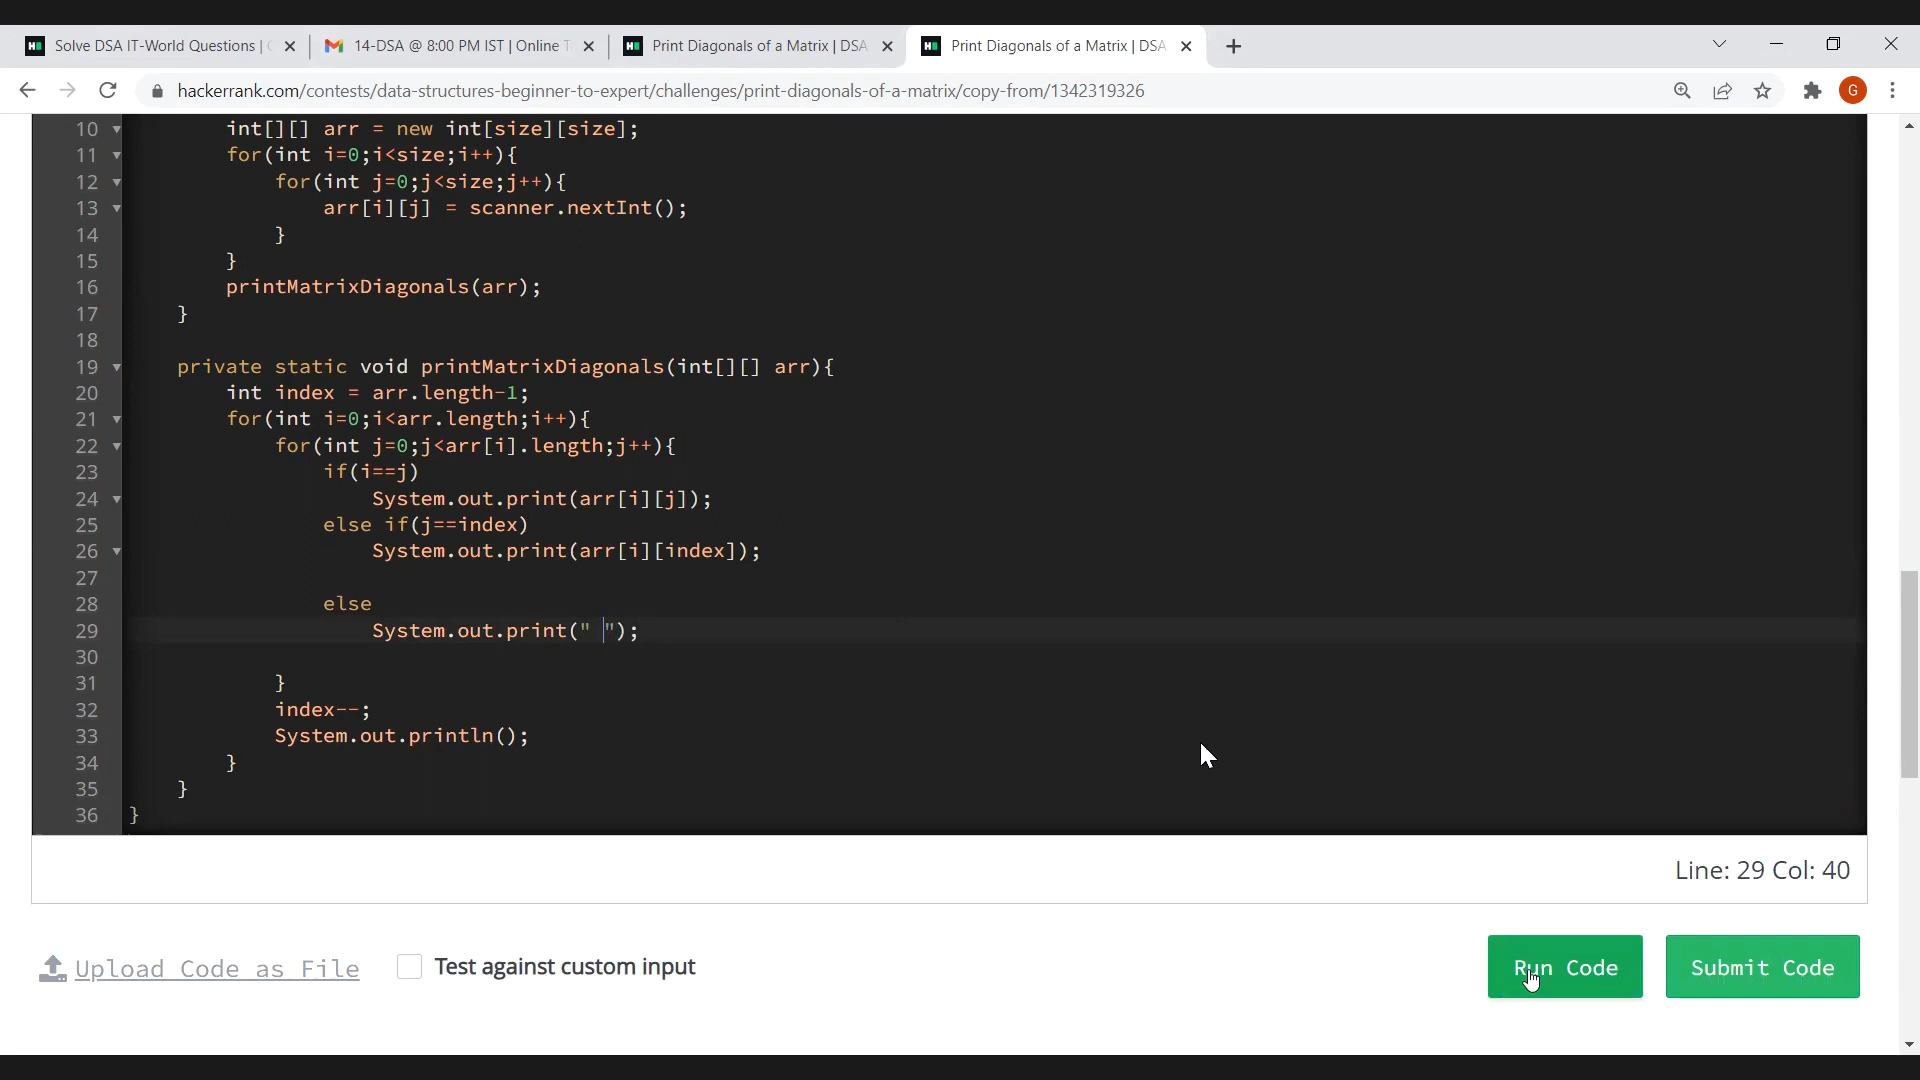 Solve DSA IT-World Questions |
14-DSA @ 8:00 PM IST | Online T
Print Diagonals of a Matrix | DSA
Print Diagonals of a Matrix | DSA
hackerrank.com/contests/data-structures-beginner-to-expert/challenges/print-diagonals-of-a-matrix/copy-from/1342319326
G
10 int[][] arr = new int[size][size];
11 for(int i=0;i<size;i++){
12 for(int j=0;j<size;j++){
13 arr[i][j] = scanner.nextInt();
14 }
15 }
16 printMatrixDiagonals(arr);
17 }
18
19 private static void printMatrixDiagonals(int[][] arr){
20 int index = arr.length-1;
21 for(int i=0;i<arr.length;i++){
22 for(int j=0;j<arr[i].length;j++){
23 if(i==j)
24 System.out.print(arr[i][j]);
25 else if(j==index)
26 System.out.print(arr[i][index]);
27
28 else
29 System.out.print(" ");
30
31 }
32 index--;
33 System.out.println();
34 }
35 }
36 }
Line: 29 Col: 40
Upload Code as File
Test against custom input
Run Code
Submit Code